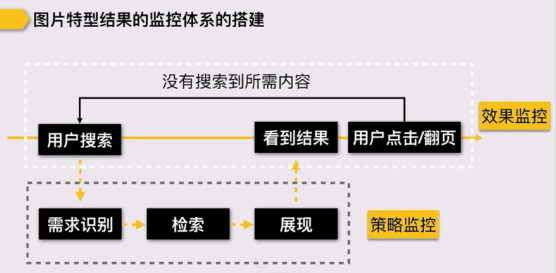 图片特型结果的监控体系的搭建
没有搜索到所需内容
用户搜索
看到结果
用户点击/翻页
效果监控
需求识别
检索
展现
策略监控